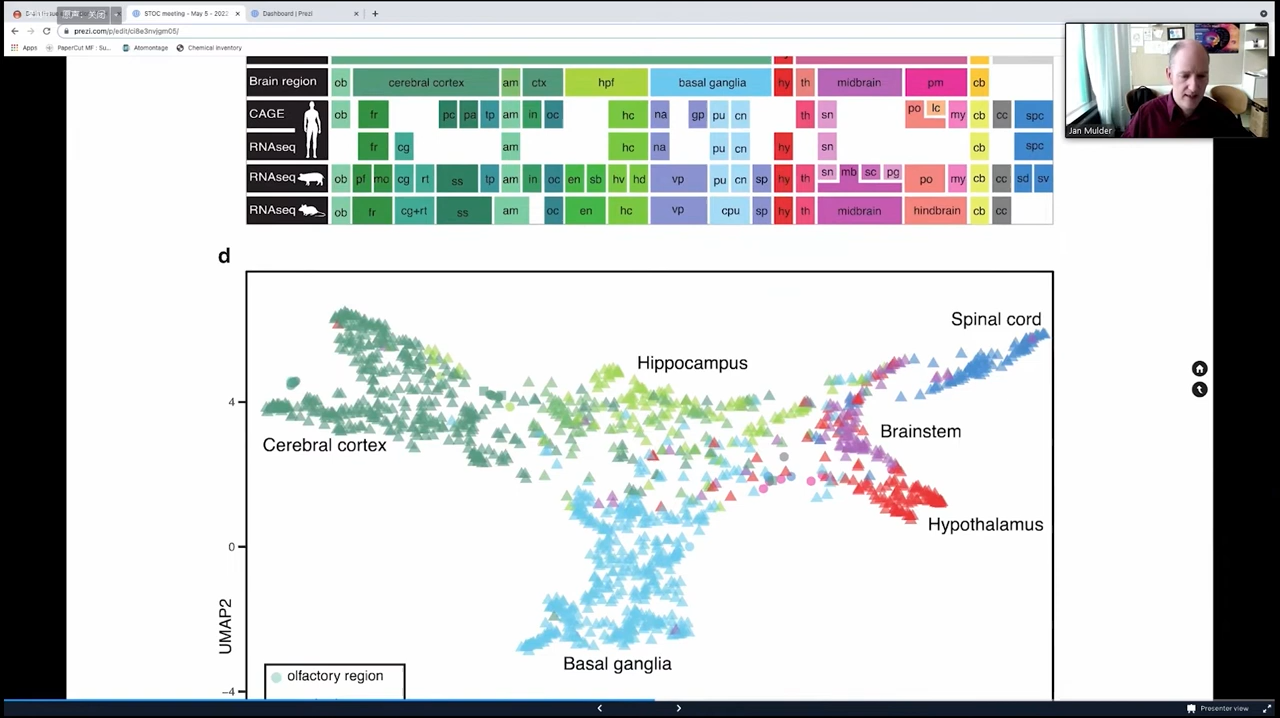 STOC meeting - May 5 - 2022
Dashboard | Prezi
prezi.com/p/edit/ci8e3nvjgm05/
Apps PaperCut MF : Su... Atomontage Chemical Inventory
Jan Mulder
Brain region ob cerebral cortex am ctx hpf basal ganglia hy th midbrain pm cb
CAGE ob fr pc pa tp am in oc hc na gp pu cn th sn po lc my cb cc spc
RNAseq fr cg am hc na pu cn hy sn cb spc
RNAseq ob pf mo cg rt ss tp am in oc en sb hv hd vp pu cn sp hy th sn mb sc pg po my cb cc sd sv
RNAseq ob fr cg+rt ss am oc en hc vp cpu sp hy th midbrain hindbrain cb cc
d
Spinal cord
Hippocampus
4
Cerebral cortex
Brainstem
Hypothalamus
0
UMAP2
Basal ganglia
olfactory region
−4
Presenter view